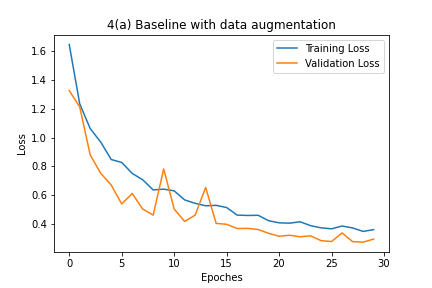 4(a) Baseline with data augmentation
Training Loss
Validation Loss
1.6
1.4
1.2
1.0
0.8
0.6
0.4
Loss
0
5
10
15
20
25
30
Epoches